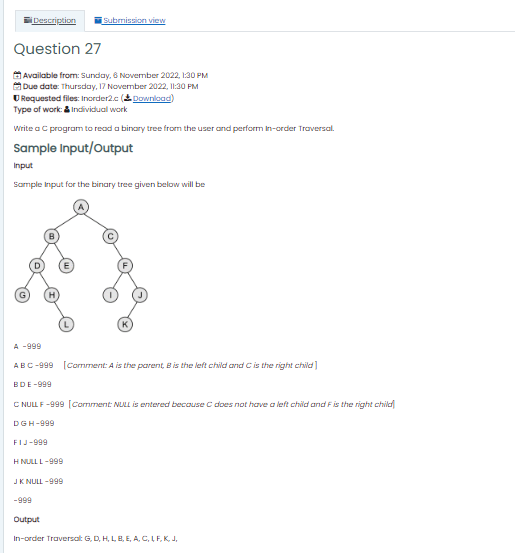 Description Submission view
Question 27
Available from: Sunday, 6 November 2022, 1:30 PM
Due date: Thursday, 17 November 2022, 11:30 PM
Requested files: Inorder2.c (Download)
Type of work: Individual work
Write a C program to read a binary tree from the user and perform In-order Traversal.
Sample Input/Output
Input
Sample Input for the binary tree given below will be
A
B C
D E F
G H I J
L K
A -999
A B C -999 [Comment: A is the parent, B is the left child and C is the right child ]
B D E -999
C NULL F -999 [Comment: NULL is entered because C does not have a left child and F is the right child]
D G H -999
F I J -999
H NULL L -999
J K NULL -999
-999
Output
In-order Traversal: G, D, H, L, B, E, A, C, I, F, K, J,